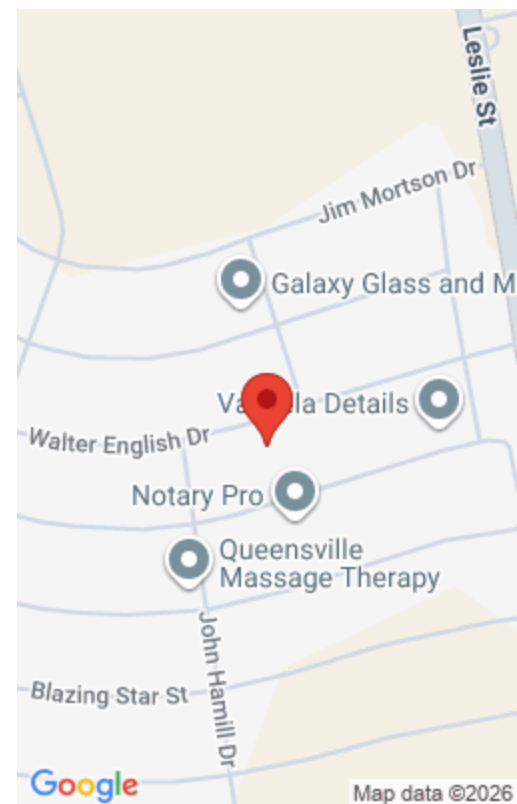 Leslie St
Jim Mortson Dr
Galaxy Glass and M
Details
Walter English Dr
Notary Pro
Queensville
Massage Therapy
John Hamill Dr
Blazing Star St
Google
Map data ©2026